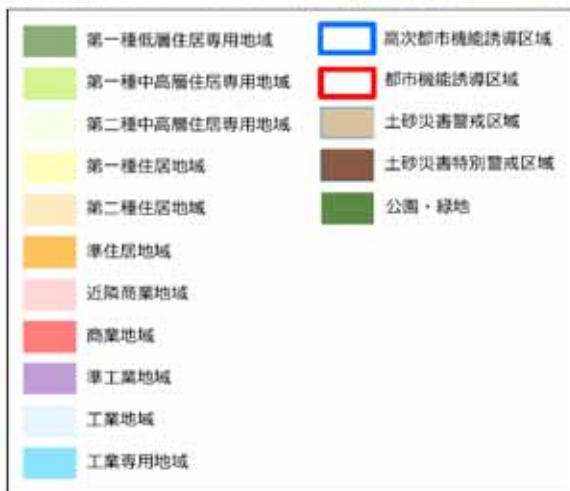 第一種低層住居専用地域
第一種中高層住居専用地域
第二種中高層住居専用地域
第一種住居地域
第二種住居地域
準住居地域
近隣商業地域
商業地域
準工業地域
工業地域
工業専用地域
高次都市機能誘導区域
都市機能誘導区域
土砂災害警戒区域
土砂災害特別警戒区域
公園・緑地